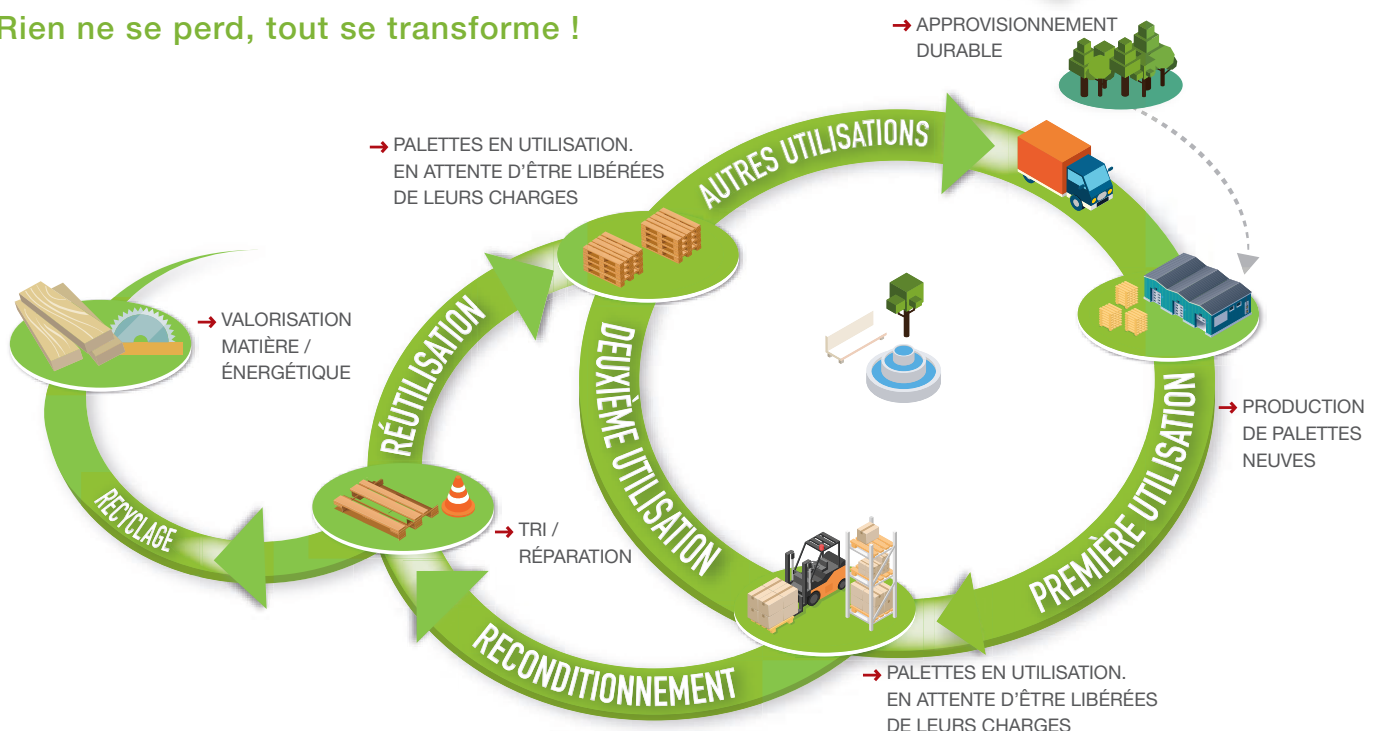 Rien ne se perd, tout se transforme !
→ APPROVISIONNEMENT
DURABLE
→ PALETTES EN UTILISATION.
EN ATTENTE D'ÊTRE LIBÉRÉES
DE LEURS CHARGES
AUTRES UTILISATIONS
→ VALORISATION
MATIÈRE /
ÉNERGÉTIQUE
RÉUTILISATION
DEUXIÈME UTILISATION
PREMIÈRE UTILISATION
→ PRODUCTION
DE PALETTES
NEUVES
RECYCLAGE
→ TRI /
RÉPARATION
RECONDITIONNEMENT
→ PALETTES EN UTILISATION.
EN ATTENTE D'ÊTRE LIBÉRÉES
DE LEURS CHARGES